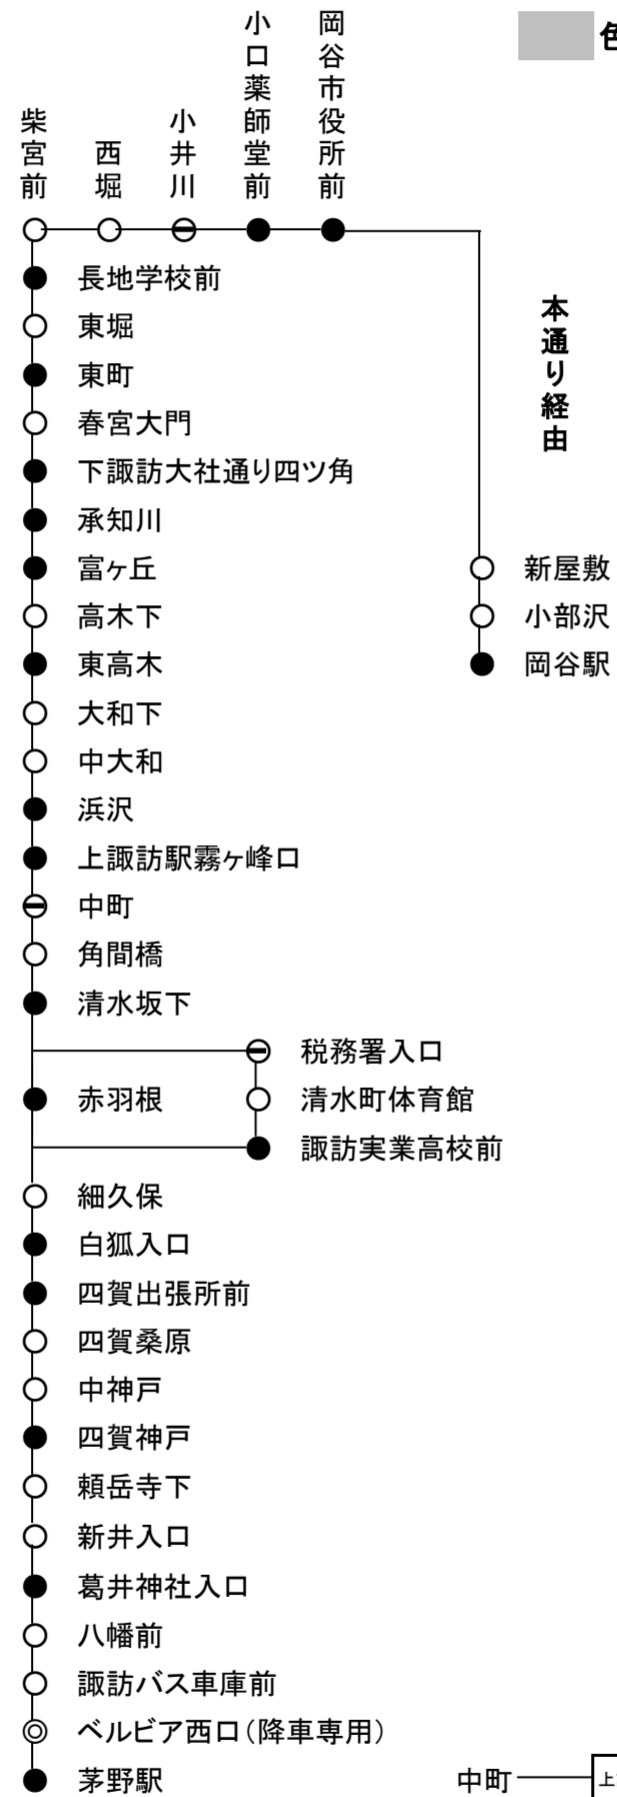 色
柴宮前
西堀
小井川
小口薬師堂前
岡谷市役所前
長地学校前
東堀
東町
春宮大門
下諏訪大社通り四ツ角
承知川
富ヶ丘
高木下
東高木
大和下
中大和
浜沢
上諏訪駅霧ヶ峰口
中町
角間橋
清水坂下
赤羽根
税務署入口
清水町体育館
諏訪実業高校前
細久保
白狐入口
四賀出張所前
四賀桑原
中神戸
四賀神戸
頼岳寺下
新井入口
葛井神社入口
八幡前
諏訪バス車庫前
ベルビア西口（降車専用）
茅野駅
本通り経由
新屋敷
小部沢
岡谷駅
中町
上